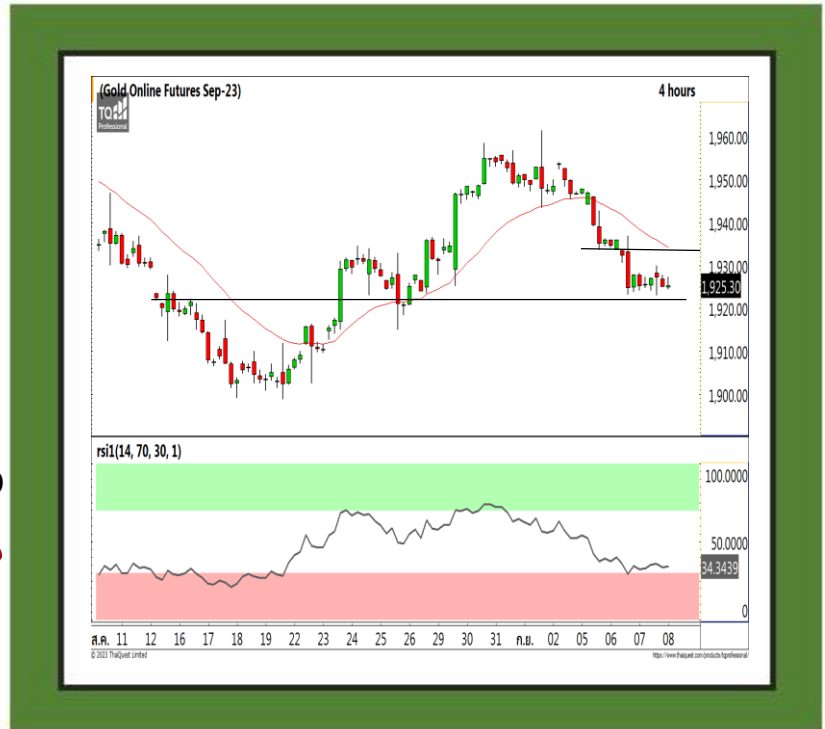 (Gold Online Futures Sep-23) 4 hours
TQ
Professional
1,960.00
1,950.00
1,940.00
1,930.00
1,925.30
1,920.00
1,910.00
1,900.00
rsi1(14, 70, 30, 1)
100.0000
50.0000
34.3439
0
ส.ค. 11 12 16 17 18 19 22 23 24 25 26 29 30 31 ก.ย. 02 05 06 07 08
© 2023 ThaiQuest Limited https://www.thaiquest.com/products/tqprofessional/